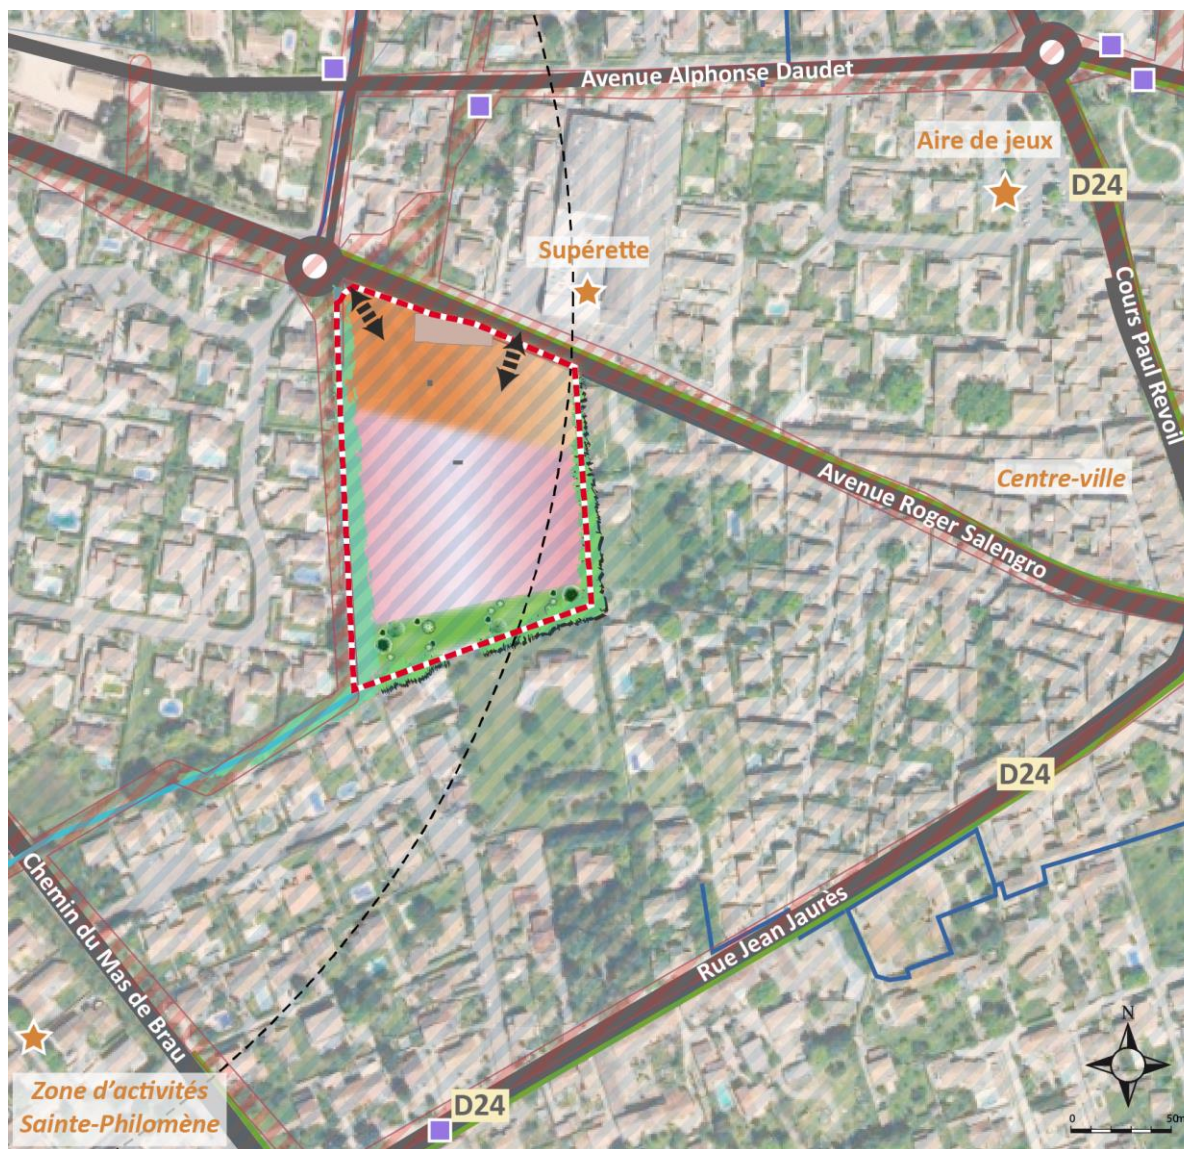 Avenue Alphonse Daudet
Aire de jeux
D24
Supérette
Cours Paul Revoil
Centre-ville
Avenue Roger Salengro
D24
Rue Jean Jaurès
Chemin du Mas de Brau
N
Zone d'activités
Sainte-Philomène
D24
0 50m